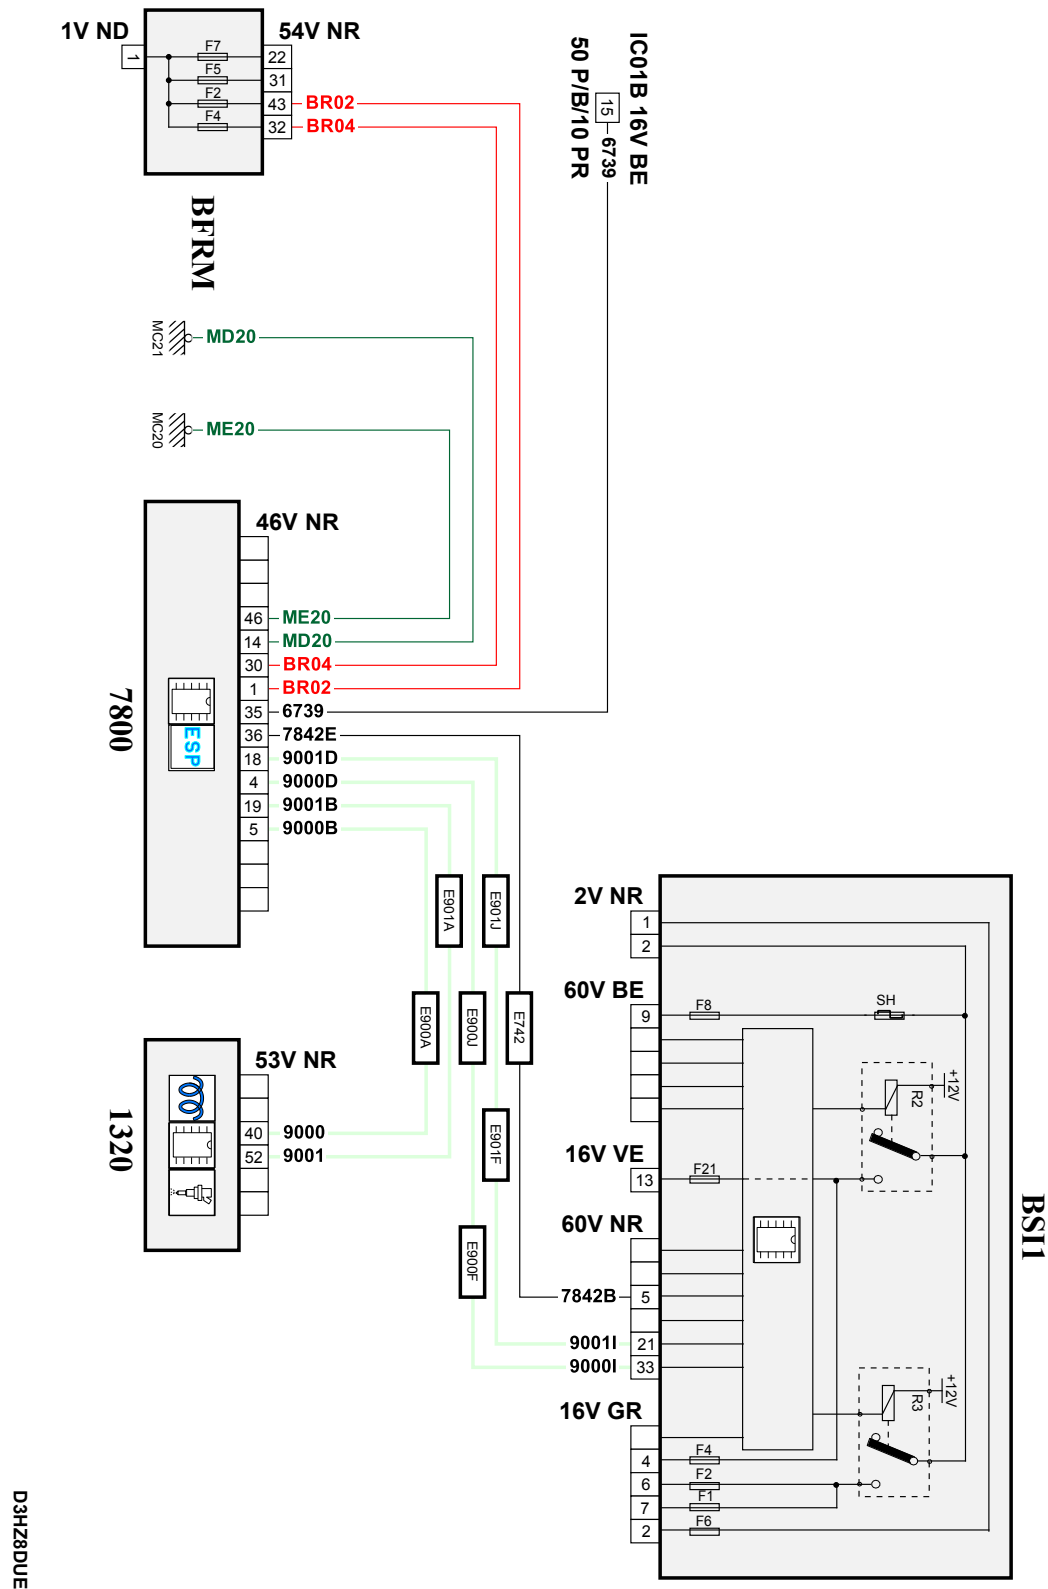 1V ND
54V NR
1
F7
22
F5
31
F2
43
BR02
F4
32
BR04
BFRM
IC01B 16V BE
15
6739
50 P/B/10 PR
MC21
MD20
MC20
ME20
46V NR
46
ME20
14
MD20
30
BR04
1
BR02
35
6739
36
7842E
18
9001D
4
9000D
19
9001B
5
9000B
7800
ESP
E901A
E901J
E900A
E900J
E742
E901F
E900F
53V NR
40
9000
52
9001
1320
BSI1
2V NR
1
2
60V BE
9
F8
SH
+12V
R2
16V VE
13
F21
60V NR
7842B
5
9001I
21
9000I
33
+12V
R3
16V GR
4
F4
6
F2
7
F1
2
F6
D3HZ8DUE